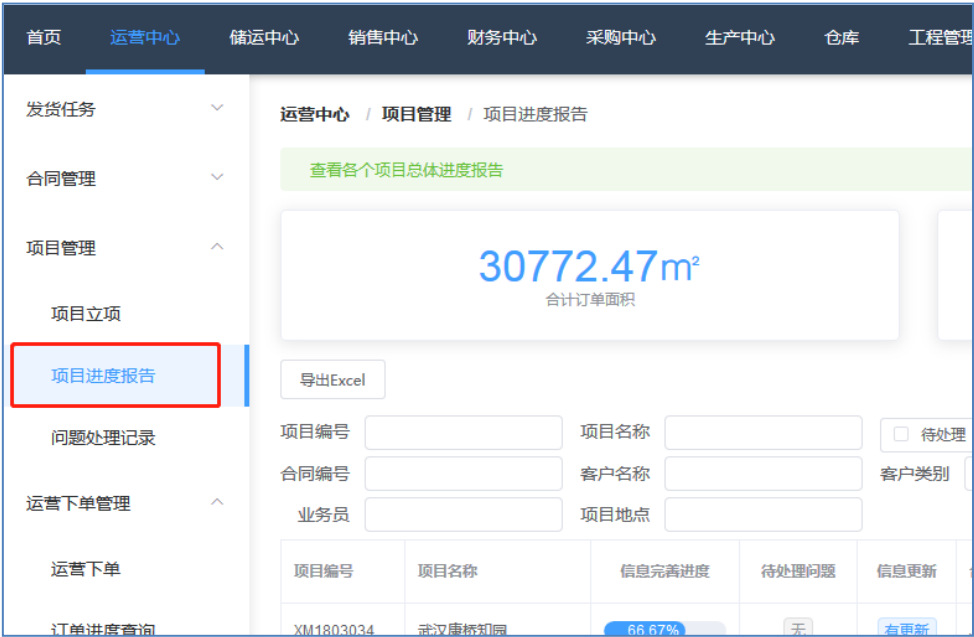 首页 运营中心 储运中心 销售中心 财务中心 采购中心 生产中心 仓库 工程管理
发货任务
合同管理
项目管理
项目立项
项目进度报告
问题处理记录
运营下单管理
运营下单
订单进度查询
运营中心 / 项目管理 / 项目进度报告
查看各个项目总体进度报告
30772.47m²
合计订单面积
导出Excel
项目编号 项目名称 待处理
合同编号 客户名称 客户类别
业务员 项目地点
项目编号 项目名称 信息完善进度 待处理问题 信息更新
XM1803034 武汉康桥知园 66.67% 无 有更新